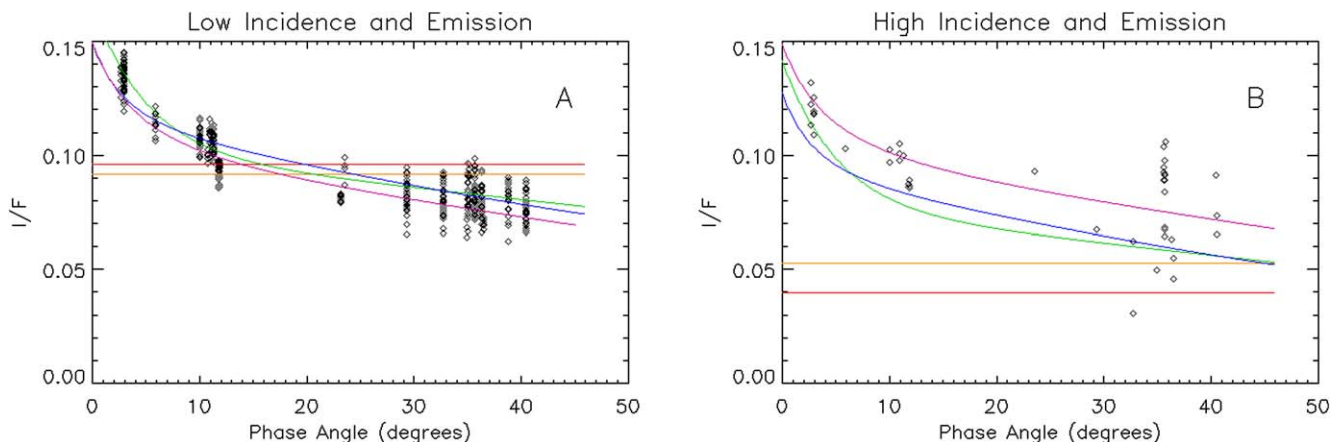 Low Incidence and Emission
0.15
0.10
0.05
0.00
I/F
A
0 10 20 30 40 50
Phase Angle (degrees)
High Incidence and Emission
0.15
0.10
0.05
0.00
I/F
B
0 10 20 30 40 50
Phase Angle (degrees)